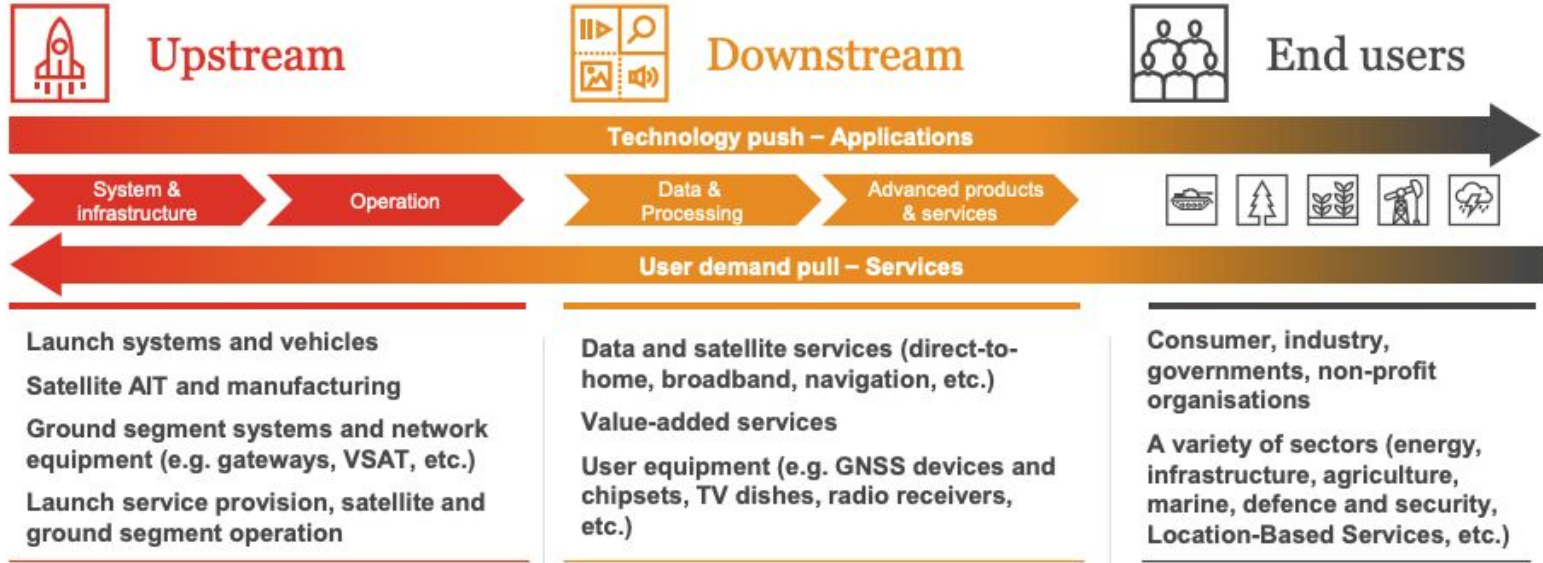 Upstream
Downstream
End users
Technology push – Applications
System &
infrastructure
Operation
Data &
Processing
Advanced products
& services
User demand pull – Services
Launch systems and vehicles
Satellite AIT and manufacturing
Ground segment systems and network
equipment (e.g. gateways, VSAT, etc.)
Launch service provision, satellite and
ground segment operation
Data and satellite services (direct-to-
home, broadband, navigation, etc.)
Value-added services
User equipment (e.g. GNSS devices and
chipsets, TV dishes, radio receivers,
etc.)
Consumer, industry,
governments, non-profit
organisations
A variety of sectors (energy,
infrastructure, agriculture,
marine, defence and security,
Location-Based Services, etc.)